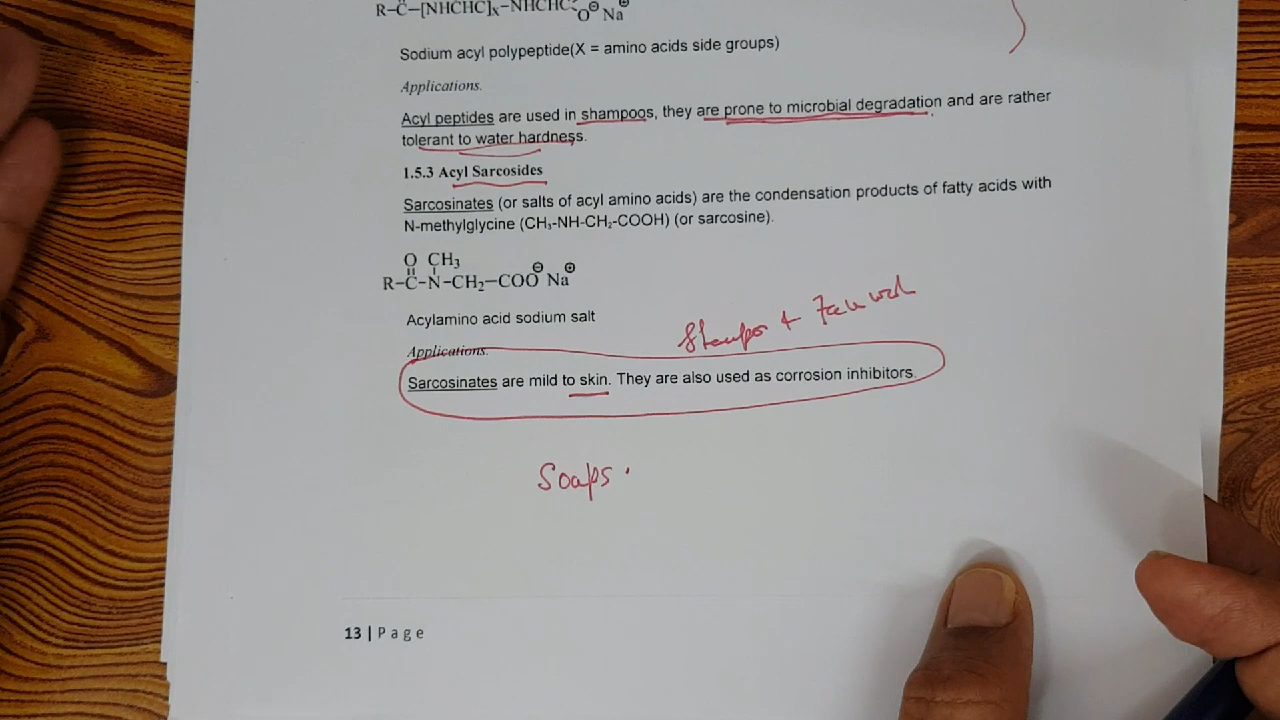 R–C–[NHCHC]x–NHCHC
O⊖ Na⊕
Sodium acyl polypeptide(X = amino acids side groups)
Applications.
Acyl peptides are used in shampoos, they are prone to microbial degradation and are rather
tolerant to water hardness.
1.5.3 Acyl Sarcosides
Sarcosinates (or salts of acyl amino acids) are the condensation products of fatty acids with
N-methylglycine (CH₃-NH-CH₂-COOH) (or sarcosine).
O CH₃
R–C–N–CH₂–COO⊖ Na⊕
Acylamino acid sodium salt
Applications.
Sarcosinates are mild to skin. They are also used as corrosion inhibitors.
Soaps.
13 | Page